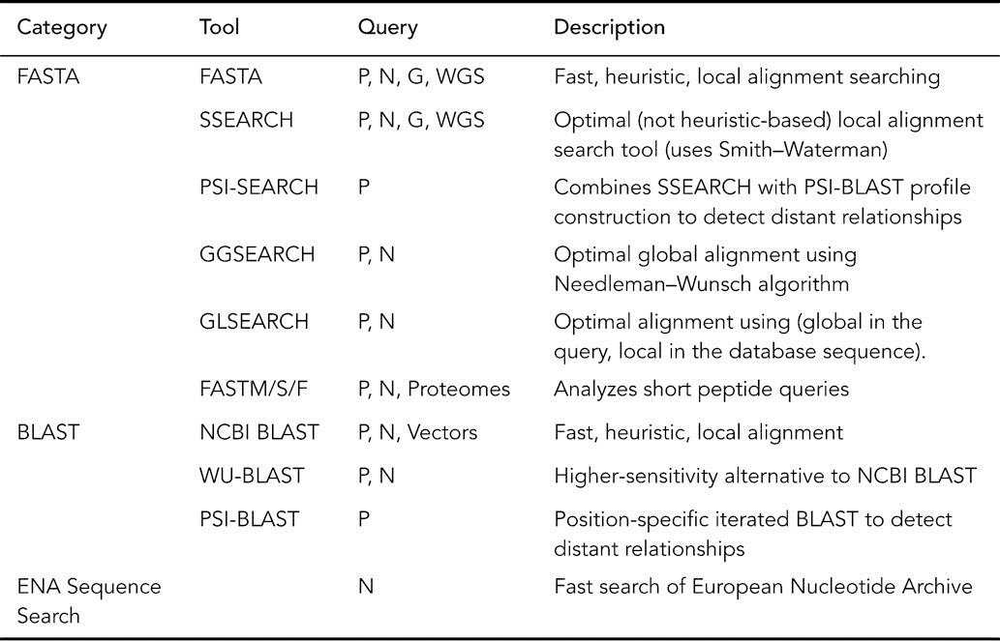 Category Tool Query Description
FASTA FASTA P, N, G, WGS Fast, heuristic, local alignment searching
SSEARCH P, N, G, WGS Optimal (not heuristic-based) local alignment
search tool (uses Smith–Waterman)
PSI-SEARCH P Combines SSEARCH with PSI-BLAST profile
construction to detect distant relationships
GGSEARCH P, N Optimal global alignment using
Needleman–Wunsch algorithm
GLSEARCH P, N Optimal alignment using (global in the
query, local in the database sequence).
FASTM/S/F P, N, Proteomes Analyzes short peptide queries
BLAST NCBI BLAST P, N, Vectors Fast, heuristic, local alignment
WU-BLAST P, N Higher-sensitivity alternative to NCBI BLAST
PSI-BLAST P Position-specific iterated BLAST to detect
distant relationships
ENA Sequence N Fast search of European Nucleotide Archive
Search